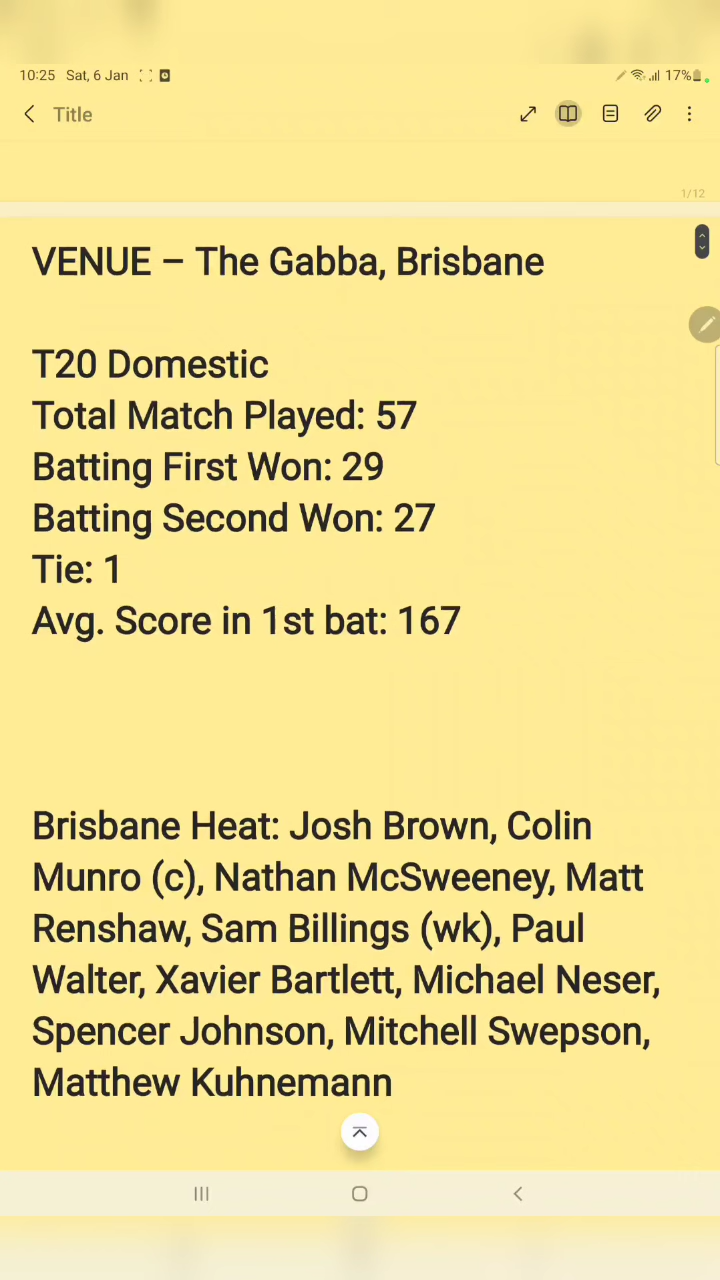 10:25 Sat, 6 Jan 17%
Title
1/12
VENUE – The Gabba, Brisbane
T20 Domestic
Total Match Played: 57
Batting First Won: 29
Batting Second Won: 27
Tie: 1
Avg. Score in 1st bat: 167
Brisbane Heat: Josh Brown, Colin
Munro (c), Nathan McSweeney, Matt
Renshaw, Sam Billings (wk), Paul
Walter, Xavier Bartlett, Michael Neser,
Spencer Johnson, Mitchell Swepson,
Matthew Kuhnemann